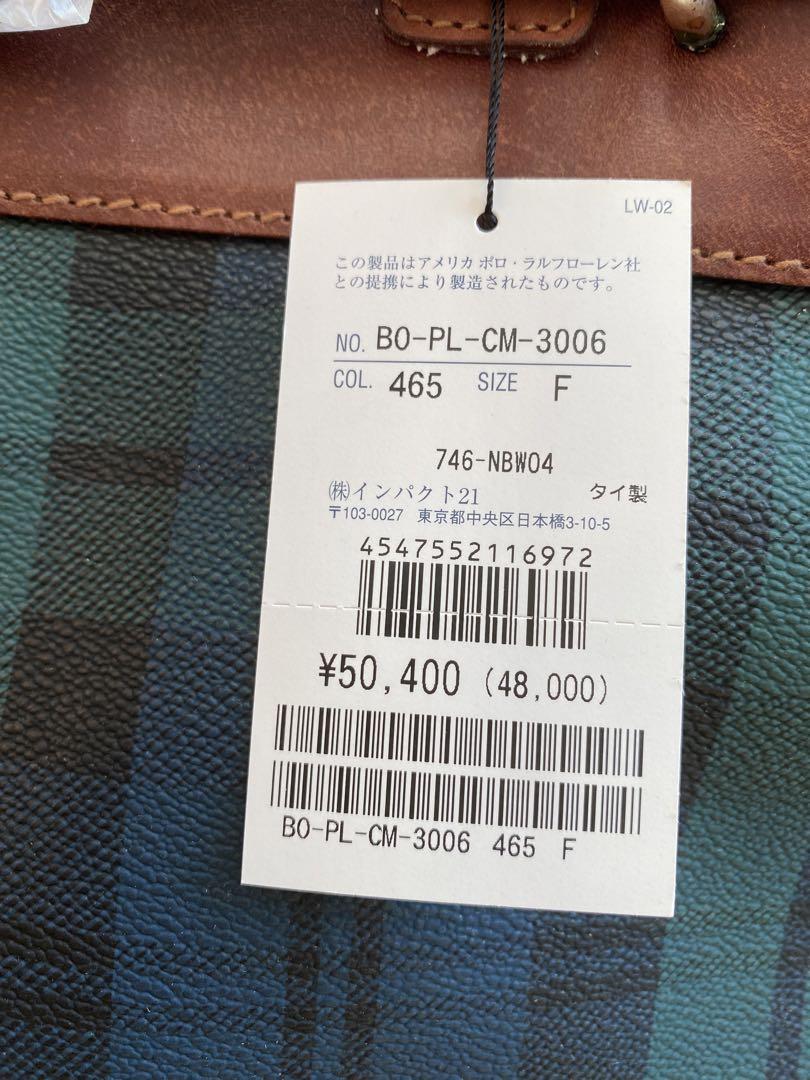 LW-02
この製品はアメリカ ポロ・ラルフローレン社
との提携により製造されたものです。
NO. BO-PL-CM-3006
COL. 465 SIZE F
746-NBW04
㈱インパクト21 タイ製
〒103-0027 東京都中央区日本橋3-10-5
4547552116972
¥50,400 (48,000)
BO-PL-CM-3006 465 F